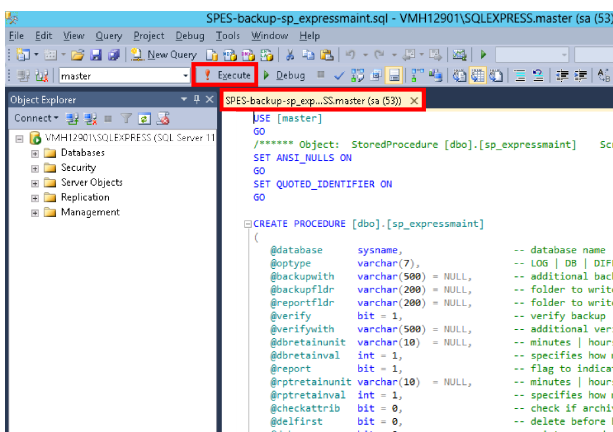 SPES-backup-sp_expressmaint.sql - VMH12901\SQLEXPRESS.master (sa (53)
File Edit View Query Project Debug Tools Window Help
New Query
master Execute Debug
Object Explorer
SPES-backup-sp_exp...SS.master (sa (53))
Connect
VMH12901\SQLEXPRESS (SQL Server 11
Databases
Security
Server Objects
Replication
Management
USE [master]
GO
/****** Object: StoredProcedure [dbo].[sp_expressmaint] Scr
SET ANSI_NULLS ON
GO
SET QUOTED_IDENTIFIER ON
GO
CREATE PROCEDURE [dbo].[sp_expressmaint]
(
@database sysname, -- database name
@optype varchar(7), -- LOG | DB | DIFF
@backupwith varchar(500) = NULL, -- additional back
@backupfldr varchar(200) = NULL, -- folder to write
@reportfldr varchar(200) = NULL, -- folder to write
@verify bit = 1, -- verify backup
@verifywith varchar(500) = NULL, -- additional ver
@dbretainunit varchar(10) = NULL, -- minutes | hours
@dbretainval int = 1, -- specifies how m
@report bit = 1, -- flag to indicat
@rptretainunit varchar(10) = NULL, -- minutes | hours
@rptretainval int = 1, -- specifies how m
@checkattrib bit = 0, -- check if archi
@delfirst bit = 0, -- delete before